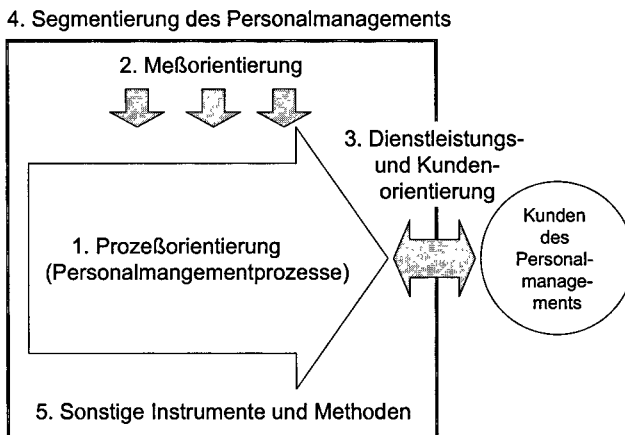 4. Segmentierung des Personalmanagements
2. Meßorientierung
3. Dienstleistungs-
und Kunden-
orientierung
1. Prozeßorientierung
(Personalmangementprozesse)
Kunden
des
Personal-
manage-
ments
5. Sonstige Instrumente und Methoden